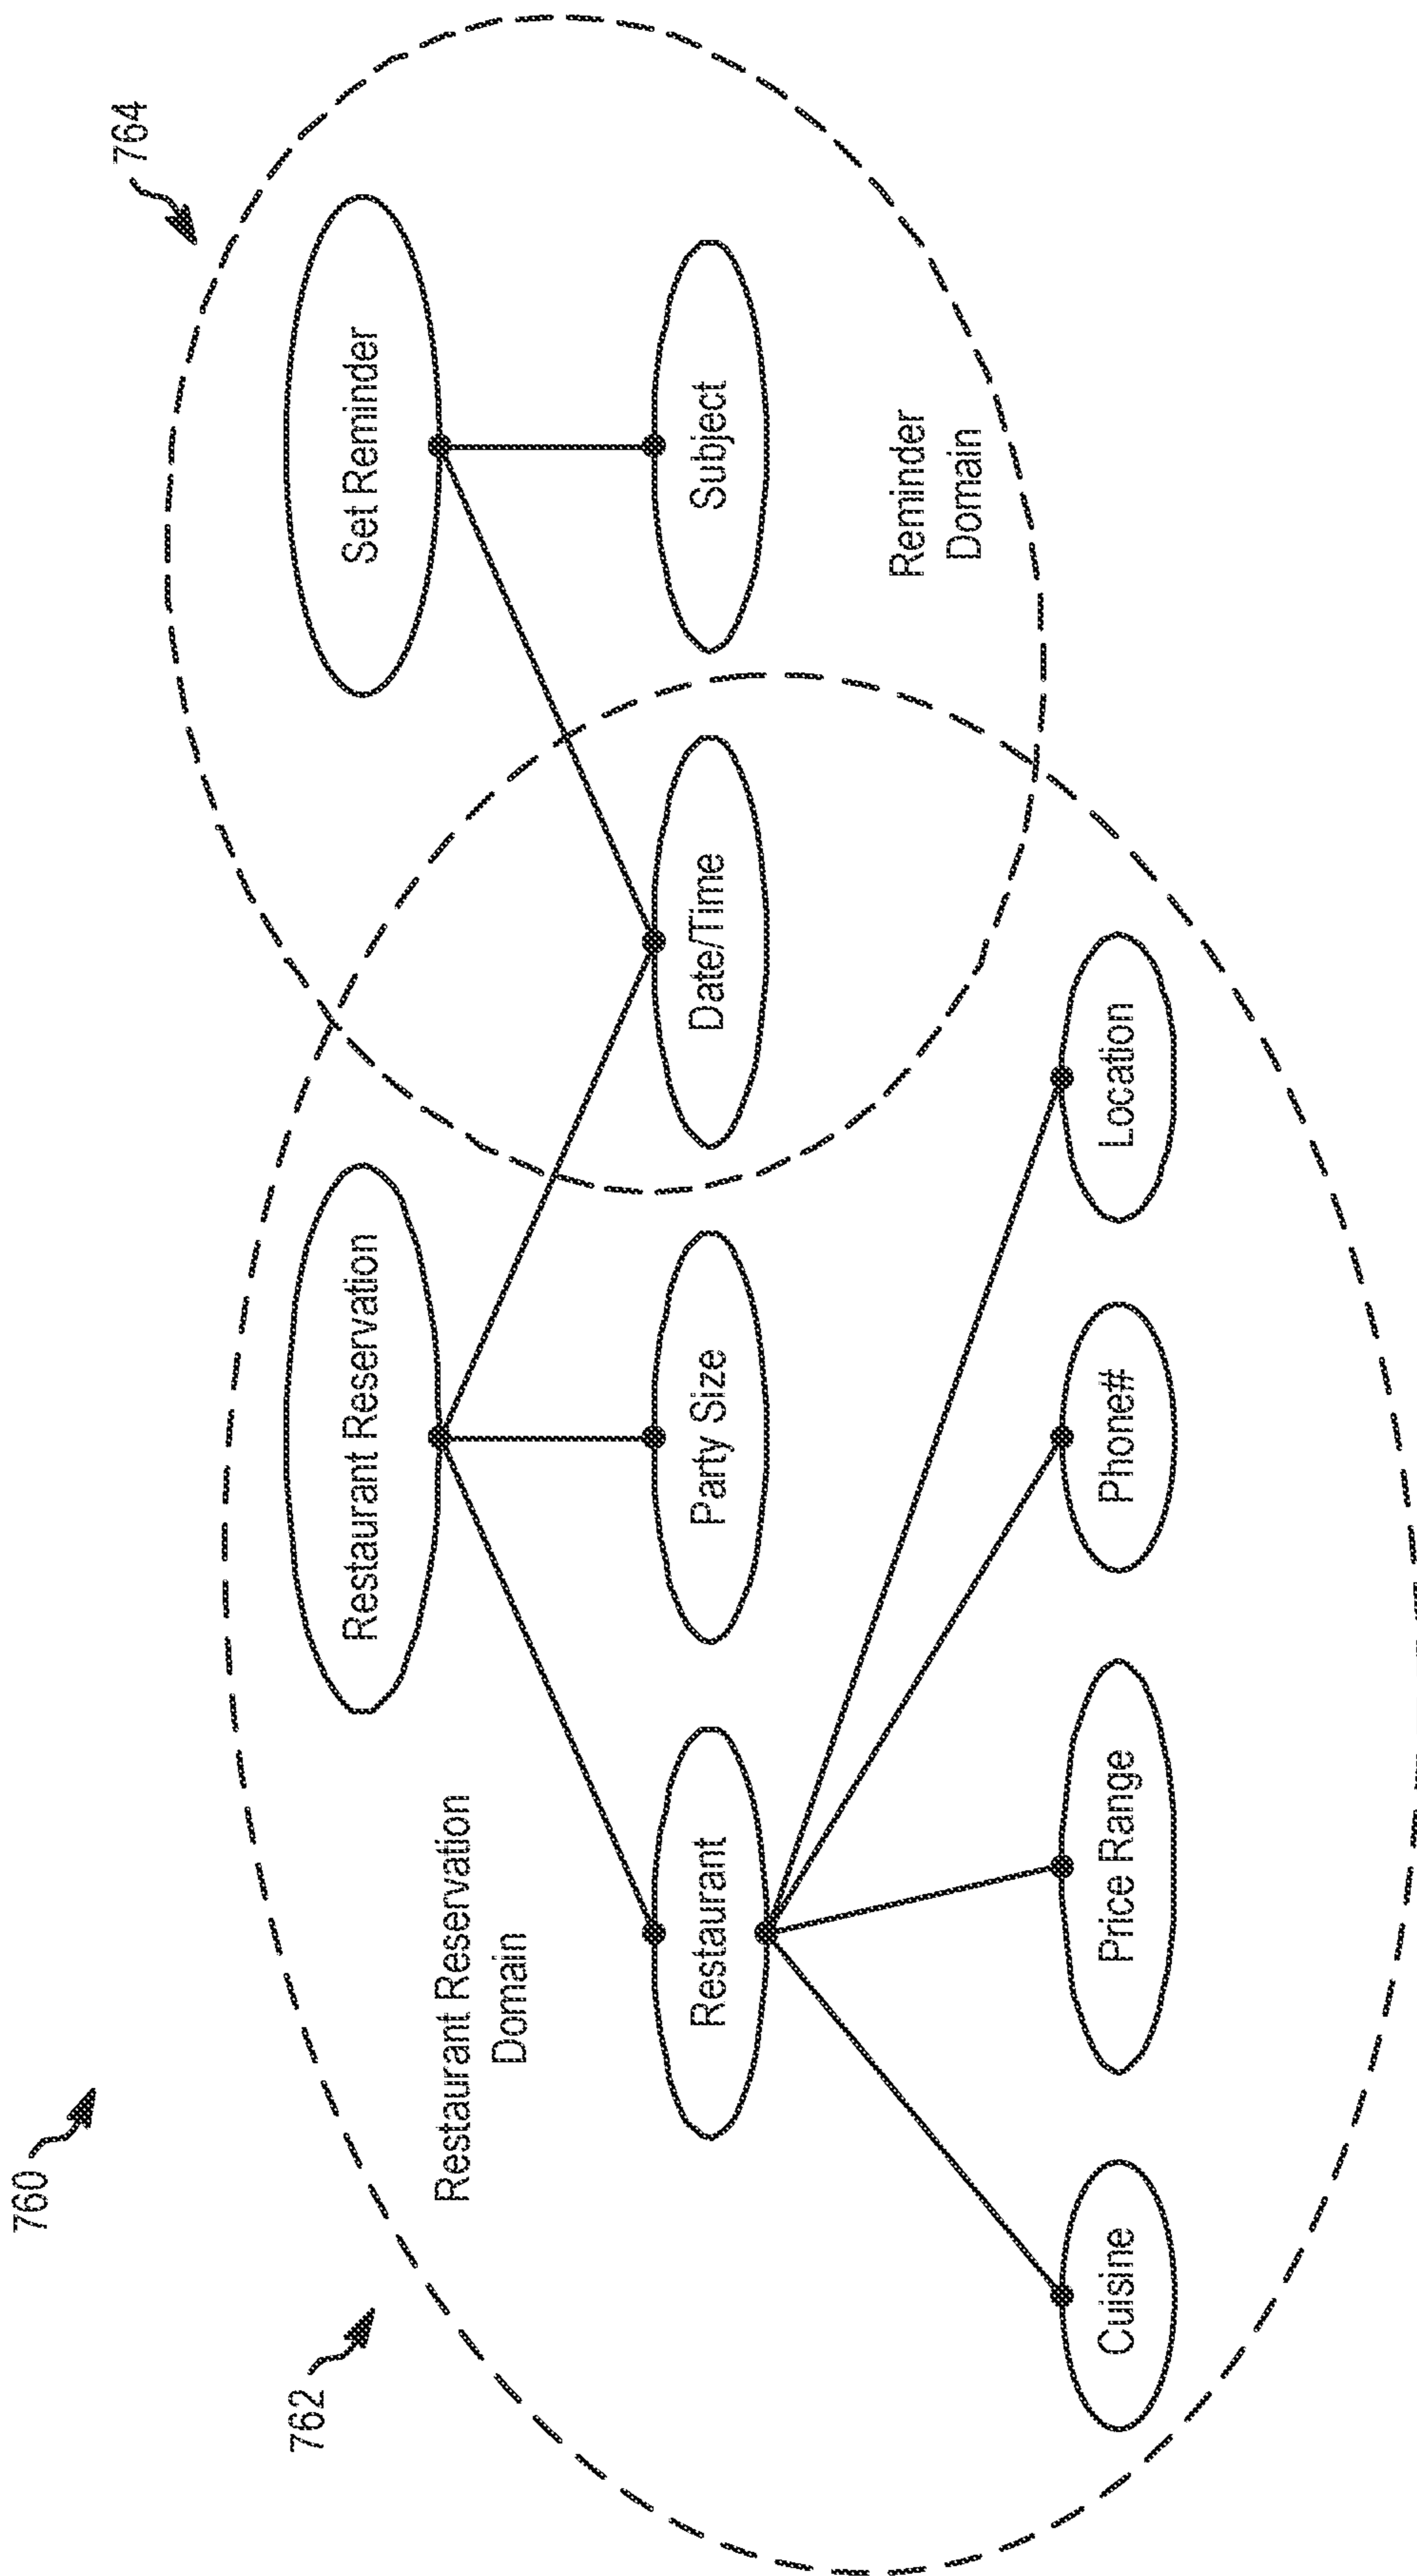 760
762
764
Restaurant Reservation
Set Reminder
Restaurant Reservation
Domain
Restaurant
Party Size
Date/Time
Subject
Reminder
Domain
Cuisine
Price Range
Phone#
Location